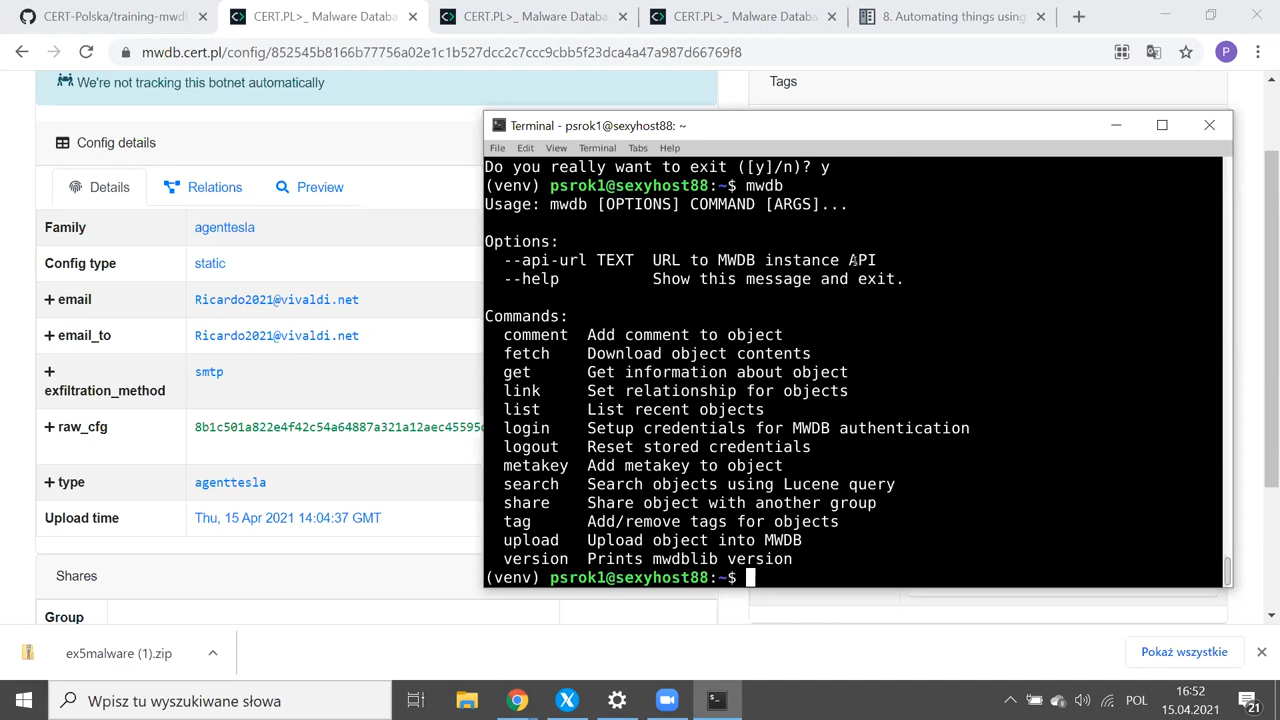 CERT-Polska/training-mwdb
CERT.PL>_ Malware Databa
CERT.PL>_ Malware Databa
CERT.PL>_ Malware Databa
8. Automating things using
mwdb.cert.pl/config/852545b8166b77756a02e1c1b527dcc2c7ccc9cbb5f23dca4a47a987d66769f8
P
We're not tracking this botnet automatically
Tags
Config details
Details
Relations
Preview
Family
agenttesla
Config type
static
email
Ricardo2021@vivaldi.net
email_to
Ricardo2021@vivaldi.net
exfiltration_method
smtp
raw_cfg
8b1c501a822e4f42c54a64887a321a12aec45595c
type
agenttesla
Upload time
Thu, 15 Apr 2021 14:04:37 GMT
Shares
Group
Terminal - psrok1@sexyhost88: ~
File Edit View Terminal Tabs Help
Do you really want to exit ([y]/n)? y
(venv) psrok1@sexyhost88:~$ mwdb
Usage: mwdb [OPTIONS] COMMAND [ARGS]...
Options:
--api-url TEXT URL to MWDB instance API
--help Show this message and exit.
Commands:
comment Add comment to object
fetch Download object contents
get Get information about object
link Set relationship for objects
list List recent objects
login Setup credentials for MWDB authentication
logout Reset stored credentials
metakey Add metakey to object
search Search objects using Lucene query
share Share object with another group
tag Add/remove tags for objects
upload Upload object into MWDB
version Prints mwdblib version
(venv) psrok1@sexyhost88:~$
ex5malware (1).zip
Pokaż wszystkie
Wpisz tu wyszukiwane słowa
POL
16:52
15.04.2021
21